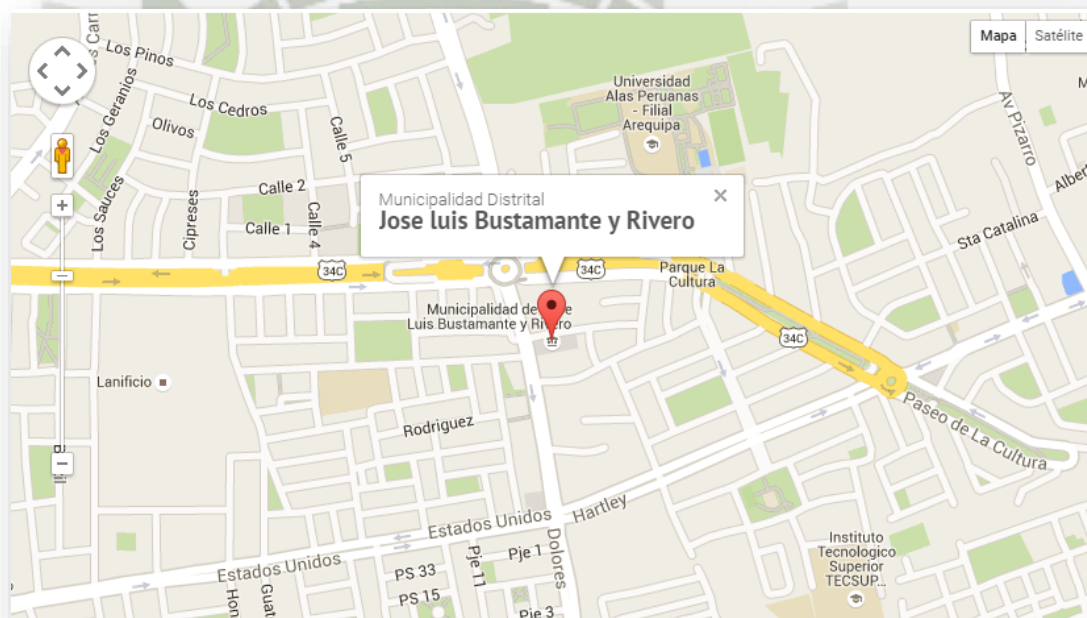 Mapa
Satélite
Los Pinos
Los Cedros
Los Geranios
Olivos
Calle 5
Universidad
Alas Peruanas
- Filial
Arequipa
Av Pizarro
Calle 2
Los Sauces
Cipreses
Calle 1
Calle 4
Municipalidad Distrital
Jose luis Bustamante y Rivero
Sta Catalina
34C
34C
Parque La
Cultura
Municipalidad de
Luis Bustamante y Rivero
34C
Lanificio
Rodriguez
Paseo de La Cultura
Hartley
Estados Unidos
Estados Unidos
Dolores
Instituto
Tecnologico
Superior
TECSUP...
Pje 11
Pje 1
PS 33
PS 15
Pje 3